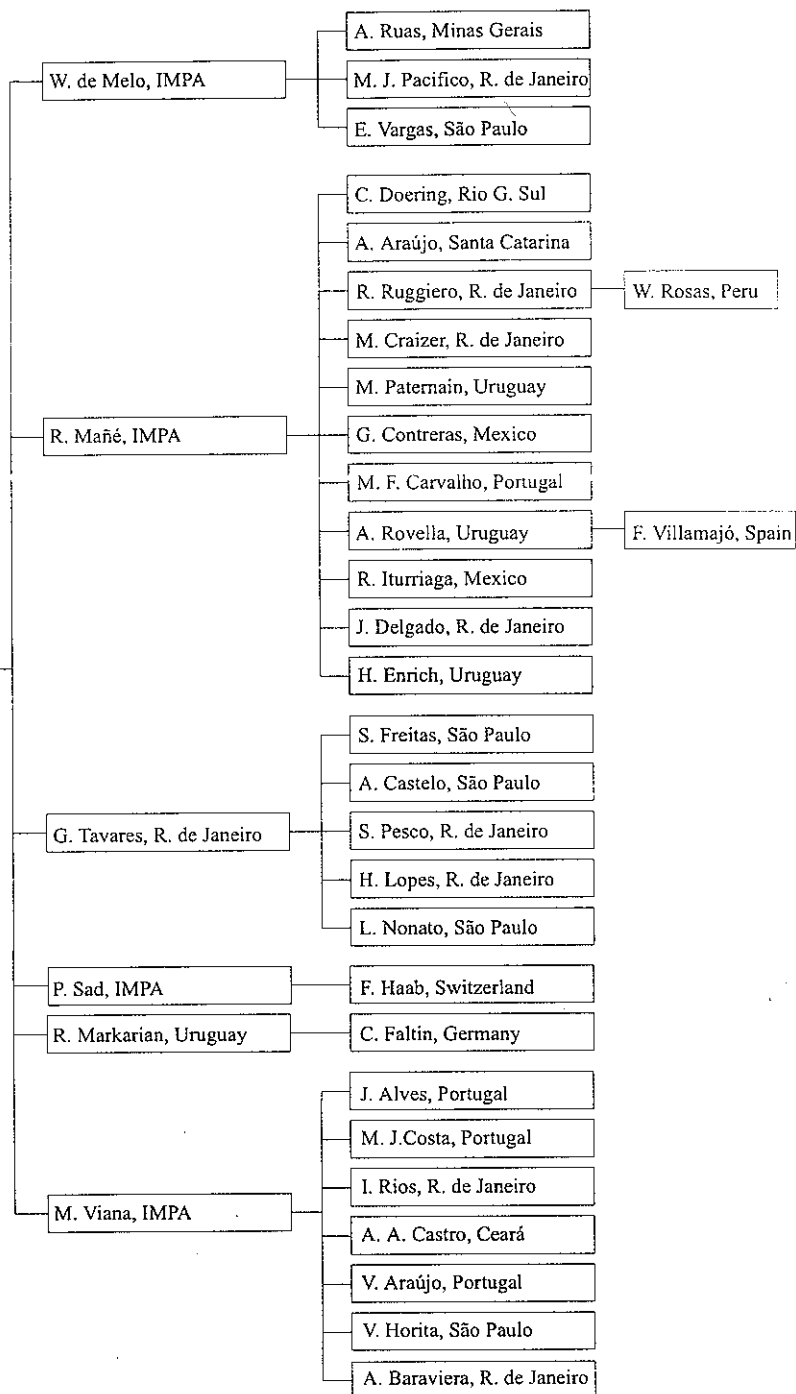 W. de Melo, IMPA
A. Ruas, Minas Gerais
M. J. Pacifico, R. de Janeiro
E. Vargas, São Paulo
R. Mañé, IMPA
C. Doering, Rio G. Sul
A. Araújo, Santa Catarina
R. Ruggiero, R. de Janeiro
W. Rosas, Peru
M. Craizer, R. de Janeiro
M. Paternain, Uruguay
G. Contreras, Mexico
M. F. Carvalho, Portugal
A. Rovella, Uruguay
F. Villamajó, Spain
R. Iturriaga, Mexico
J. Delgado, R. de Janeiro
H. Enrich, Uruguay
G. Tavares, R. de Janeiro
S. Freitas, São Paulo
A. Castelo, São Paulo
S. Pesco, R. de Janeiro
H. Lopes, R. de Janeiro
L. Nonato, São Paulo
P. Sad, IMPA
F. Haab, Switzerland
R. Markarian, Uruguay
C. Faltin, Germany
M. Viana, IMPA
J. Alves, Portugal
M. J.Costa, Portugal
I. Rios, R. de Janeiro
A. A. Castro, Ceará
V. Araújo, Portugal
V. Horita, São Paulo
A. Baraviera, R. de Janeiro